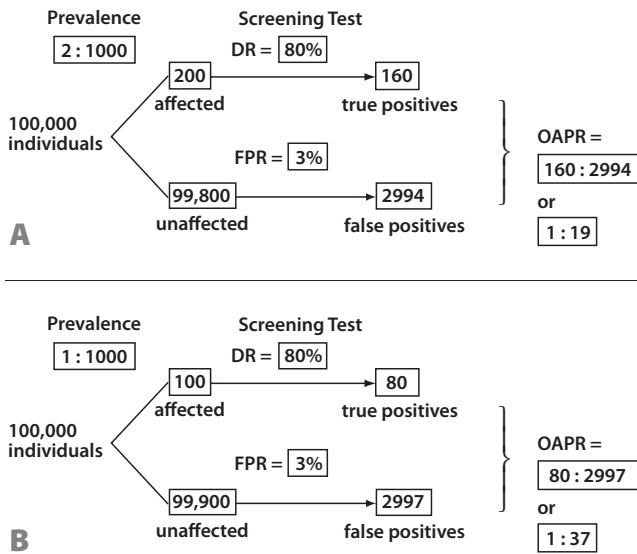 Prevalence
2 : 1000
Screening Test
DR = 80%
200
affected
160
true positives
100,000
individuals
FPR = 3%
99,800
unaffected
2994
false positives
OAPR =
160 : 2994
or
1 : 19
A
Prevalence
1 : 1000
Screening Test
DR = 80%
100
affected
80
true positives
100,000
individuals
FPR = 3%
99,900
unaffected
2997
false positives
OAPR =
80 : 2997
or
1 : 37
B